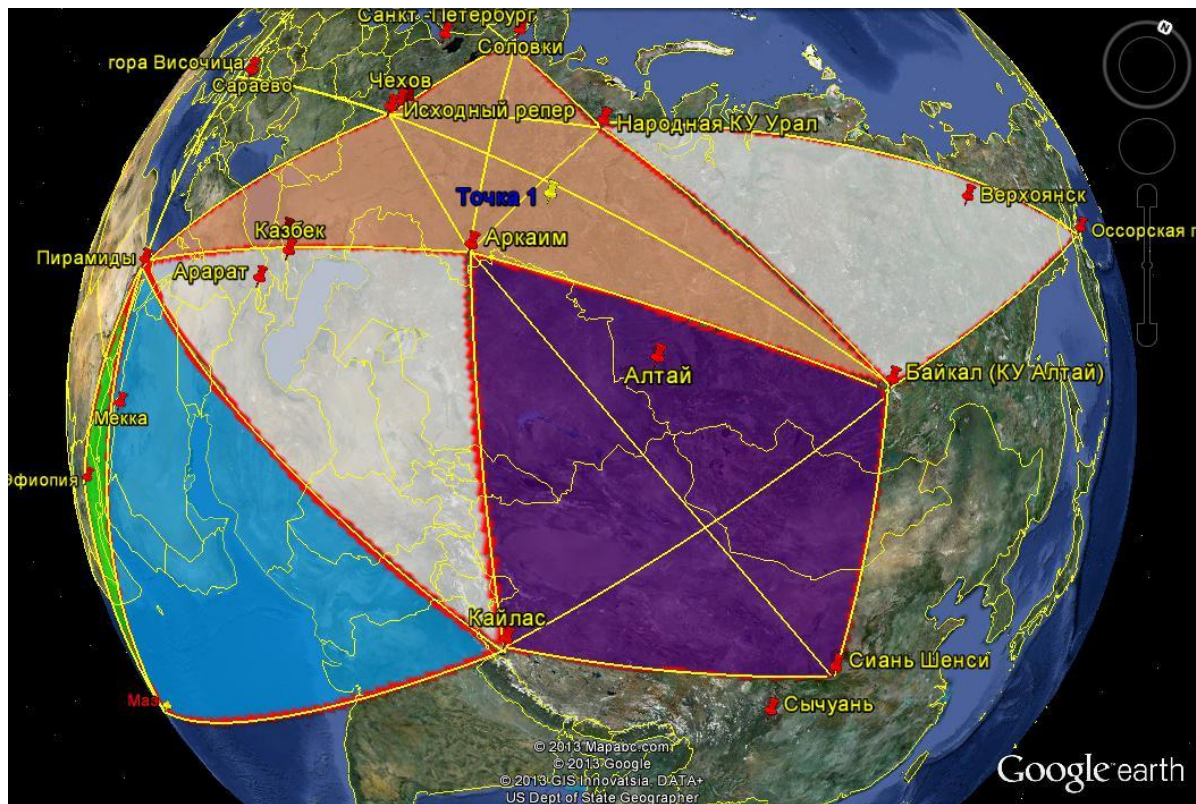 Санкт -Петербург
N
Соловки
гора Височица
Сараево
Чехов
Исходный репер
Народная КУ Урал
Точка 1
Верхоянск
Казбек
Аркаим
Оссорская п
Пирамиды
Арарат
Алтай
Байкал (КУ Алтай)
Мекка
Эфиопия
Кайлас
Сиань Шенси
Маз
Сычуань
© 2013 Mapabc.com
© 2013 Google
© 2013 GIS Innovatsia, DATA+
US Dept of State Geographer
Google earth